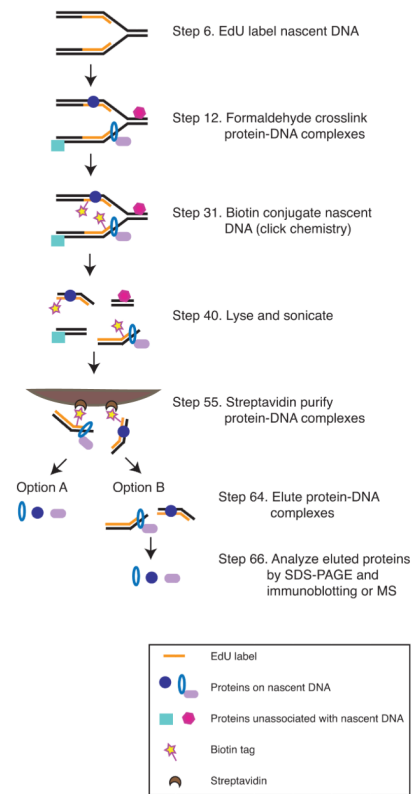 Step 6. EdU label nascent DNA
Step 12. Formaldehyde crosslink
protein-DNA complexes
Step 31. Biotin conjugate nascent
DNA (click chemistry)
Step 40. Lyse and sonicate
Step 55. Streptavidin purify
protein-DNA complexes
Option A
Option B
Step 64. Elute protein-DNA
complexes
Step 66. Analyze eluted proteins
by SDS-PAGE and
immunoblotting or MS
EdU label
Proteins on nascent DNA
Proteins unassociated with nascent DNA
Biotin tag
Streptavidin